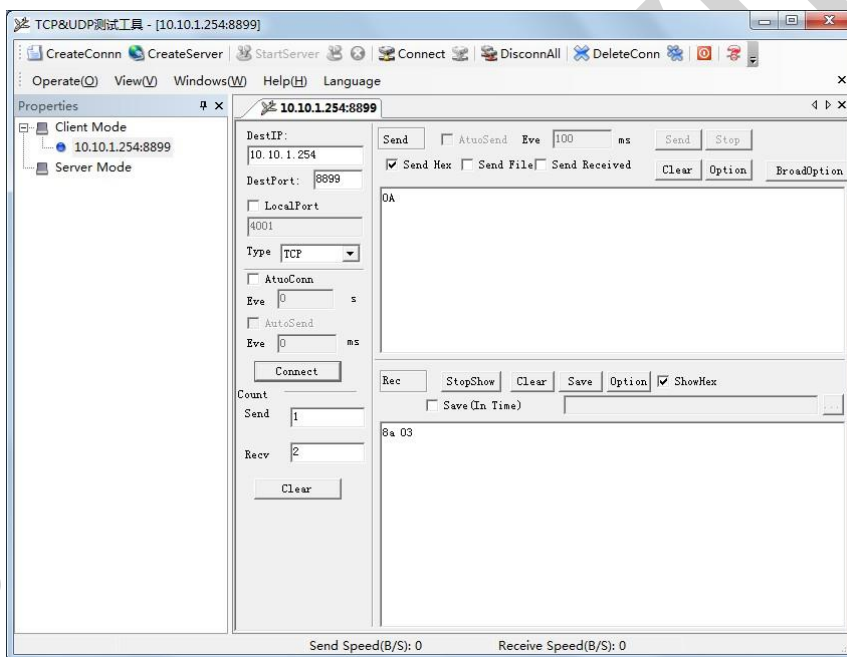 TCP&UDP测试工具 - [10.10.1.254:8899]
CreateConnn CreateServer StartServer Connect DisconnAll DeleteConn
Operate(O) View(V) Windows(W) Help(H) Language
Properties
Client Mode
10.10.1.254:8899
Server Mode
10.10.1.254:8899
DestIP:
10.10.1.254
DestPort: 8899
LocalPort
4001
Type TCP
AtuoConn
Eve 0 s
AutoSend
Eve 0 ms
Connect
Count
Send 1
Recv 2
Clear
Send AtuoSend Eve 100 ms Send Stop
Send Hex Send File Send Received Clear Option BroadOption
0A
Rec StopShow Clear Save Option ShowHex
Save(In Time) ...
8a 03
Send Speed(B/S): 0 Receive Speed(B/S): 0